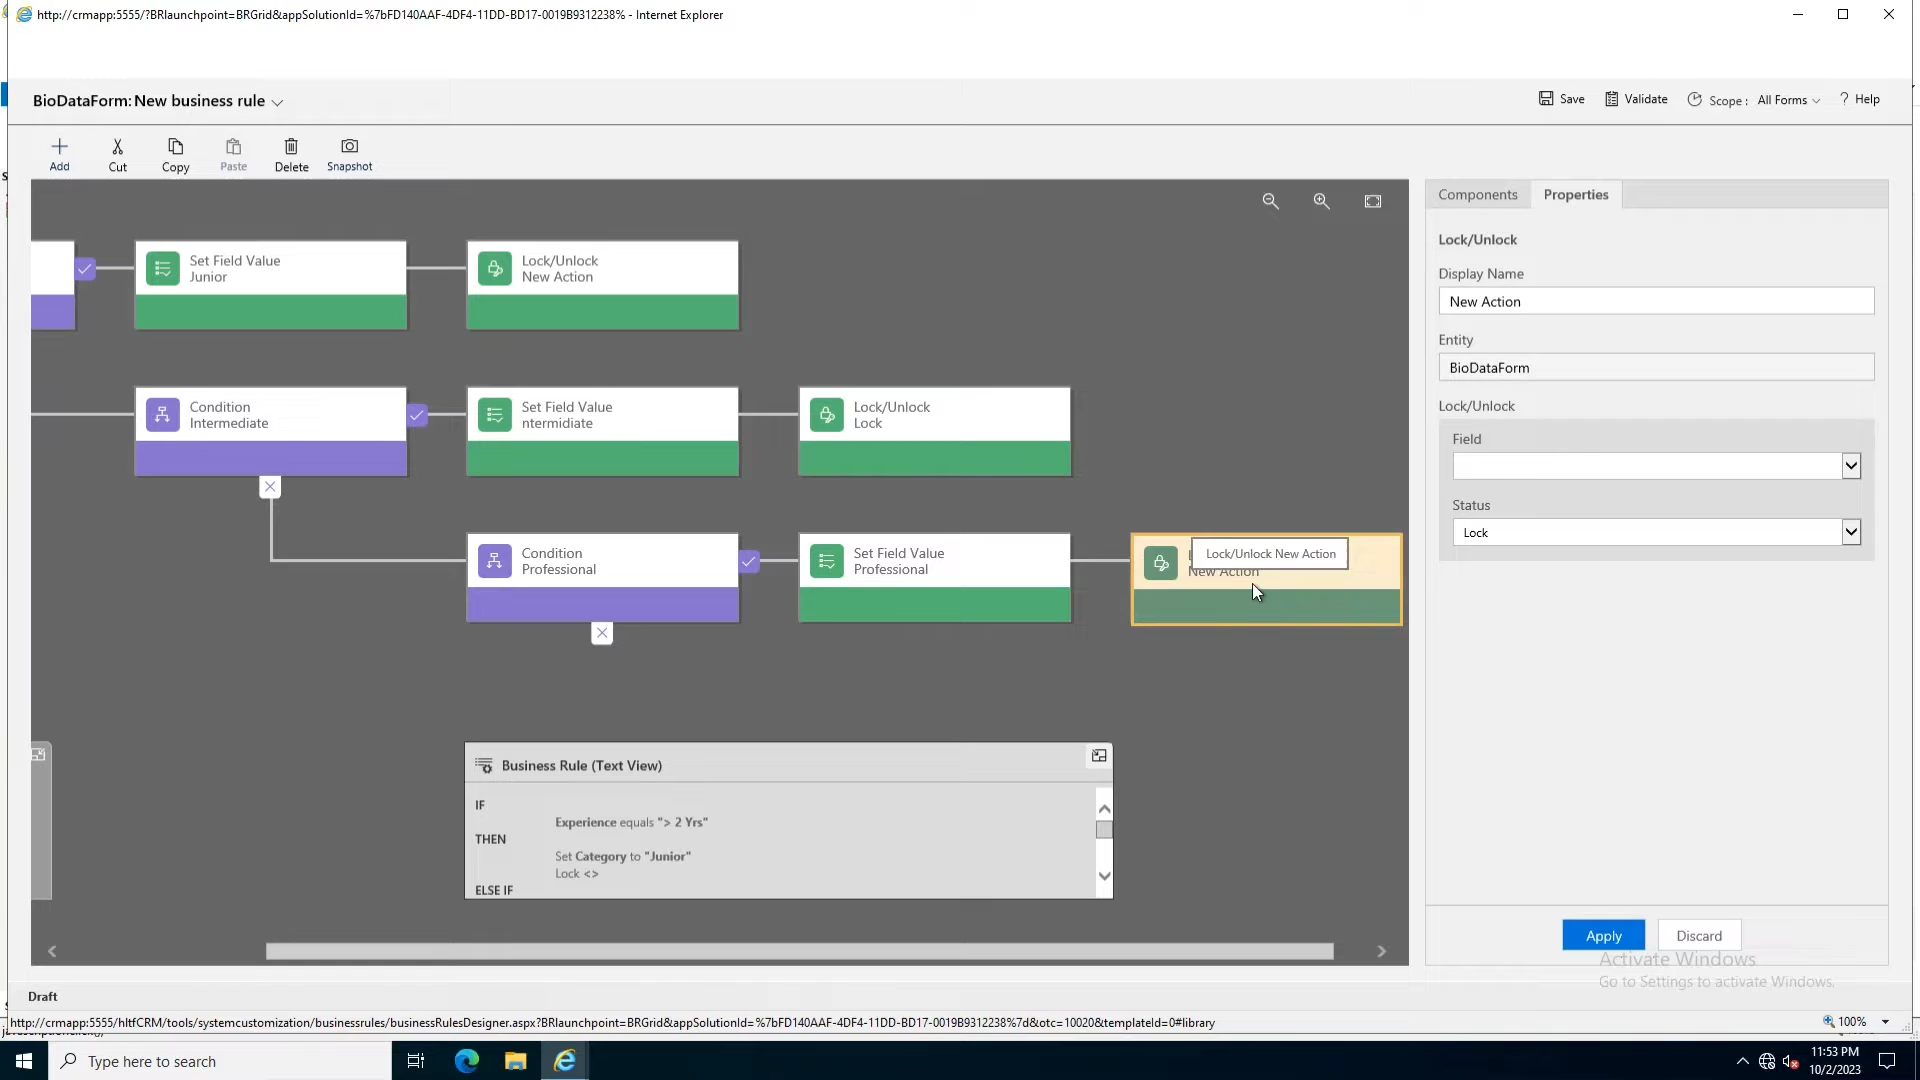 http://crmapp:5555/?BRlaunchpoint=BRGrid&appSolutionId=%7bFD140AAF-4DF4-11DD-BD17-0019B9312238% - Internet Explorer
BioDataForm: New business rule
Save
Validate
Scope :
All Forms
? Help
Add
Cut
Copy
Paste
Delete
Snapshot
Components
Properties
Set Field Value
Junior
Lock/Unlock
New Action
Condition
Intermediate
Set Field Value
ntermidiate
Lock/Unlock
Lock
Condition
Professional
Set Field Value
Professional
Lock/Unlock New Action
New Action
Lock/Unlock
Display Name
New Action
Entity
BioDataForm
Lock/Unlock
Field
Status
Lock
Business Rule (Text View)
IF
Experience equals "> 2 Yrs"
THEN
Set Category to "Junior"
Lock <>
ELSE IF
Apply
Discard
Activate Windows
Go to Settings to activate Windows.
Draft
http://crmapp:5555/hltfCRM/tools/systemcustomization/businessrules/businessRulesDesigner.aspx?BRlaunchpoint=BRGrid&appSolutionId=%7bFD140AAF-4DF4-11DD-BD17-0019B9312238%7d&otc=10020&templateId=0#library
100%
Type here to search
11:53 PM
10/2/2023